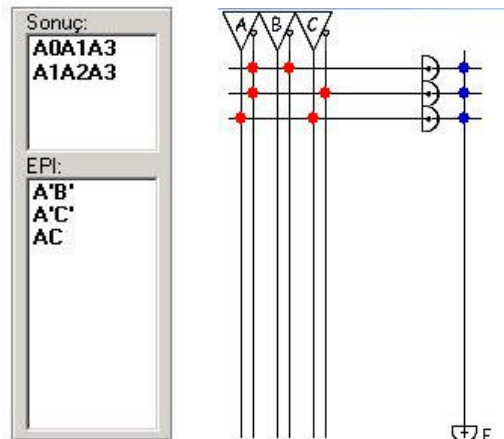 Sonuç:
A0A1A3
A1A2A3
EPI:
A'B'
A'C'
AC
A B C
F